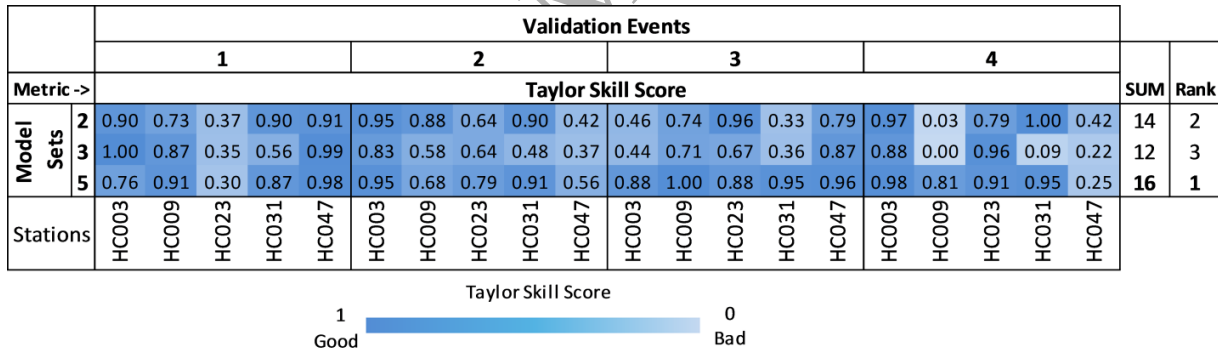 Validation Events
1 2 3 4
Metric -> Taylor Skill Score SUM Rank
Model Sets
2 0.90 0.73 0.37 0.90 0.91 0.95 0.88 0.64 0.90 0.42 0.46 0.74 0.96 0.33 0.79 0.97 0.03 0.79 1.00 0.42 14 2
3 1.00 0.87 0.35 0.56 0.99 0.83 0.58 0.64 0.48 0.37 0.44 0.71 0.67 0.36 0.87 0.88 0.00 0.96 0.09 0.22 12 3
5 0.76 0.91 0.30 0.87 0.98 0.95 0.68 0.79 0.91 0.56 0.88 1.00 0.88 0.95 0.96 0.98 0.81 0.91 0.95 0.25 16 1
Stations HC003 HC009 HC023 HC031 HC047 HC003 HC009 HC023 HC031 HC047 HC003 HC009 HC023 HC031 HC047 HC003 HC009 HC023 HC031 HC047
Taylor Skill Score
1 0
Good Bad